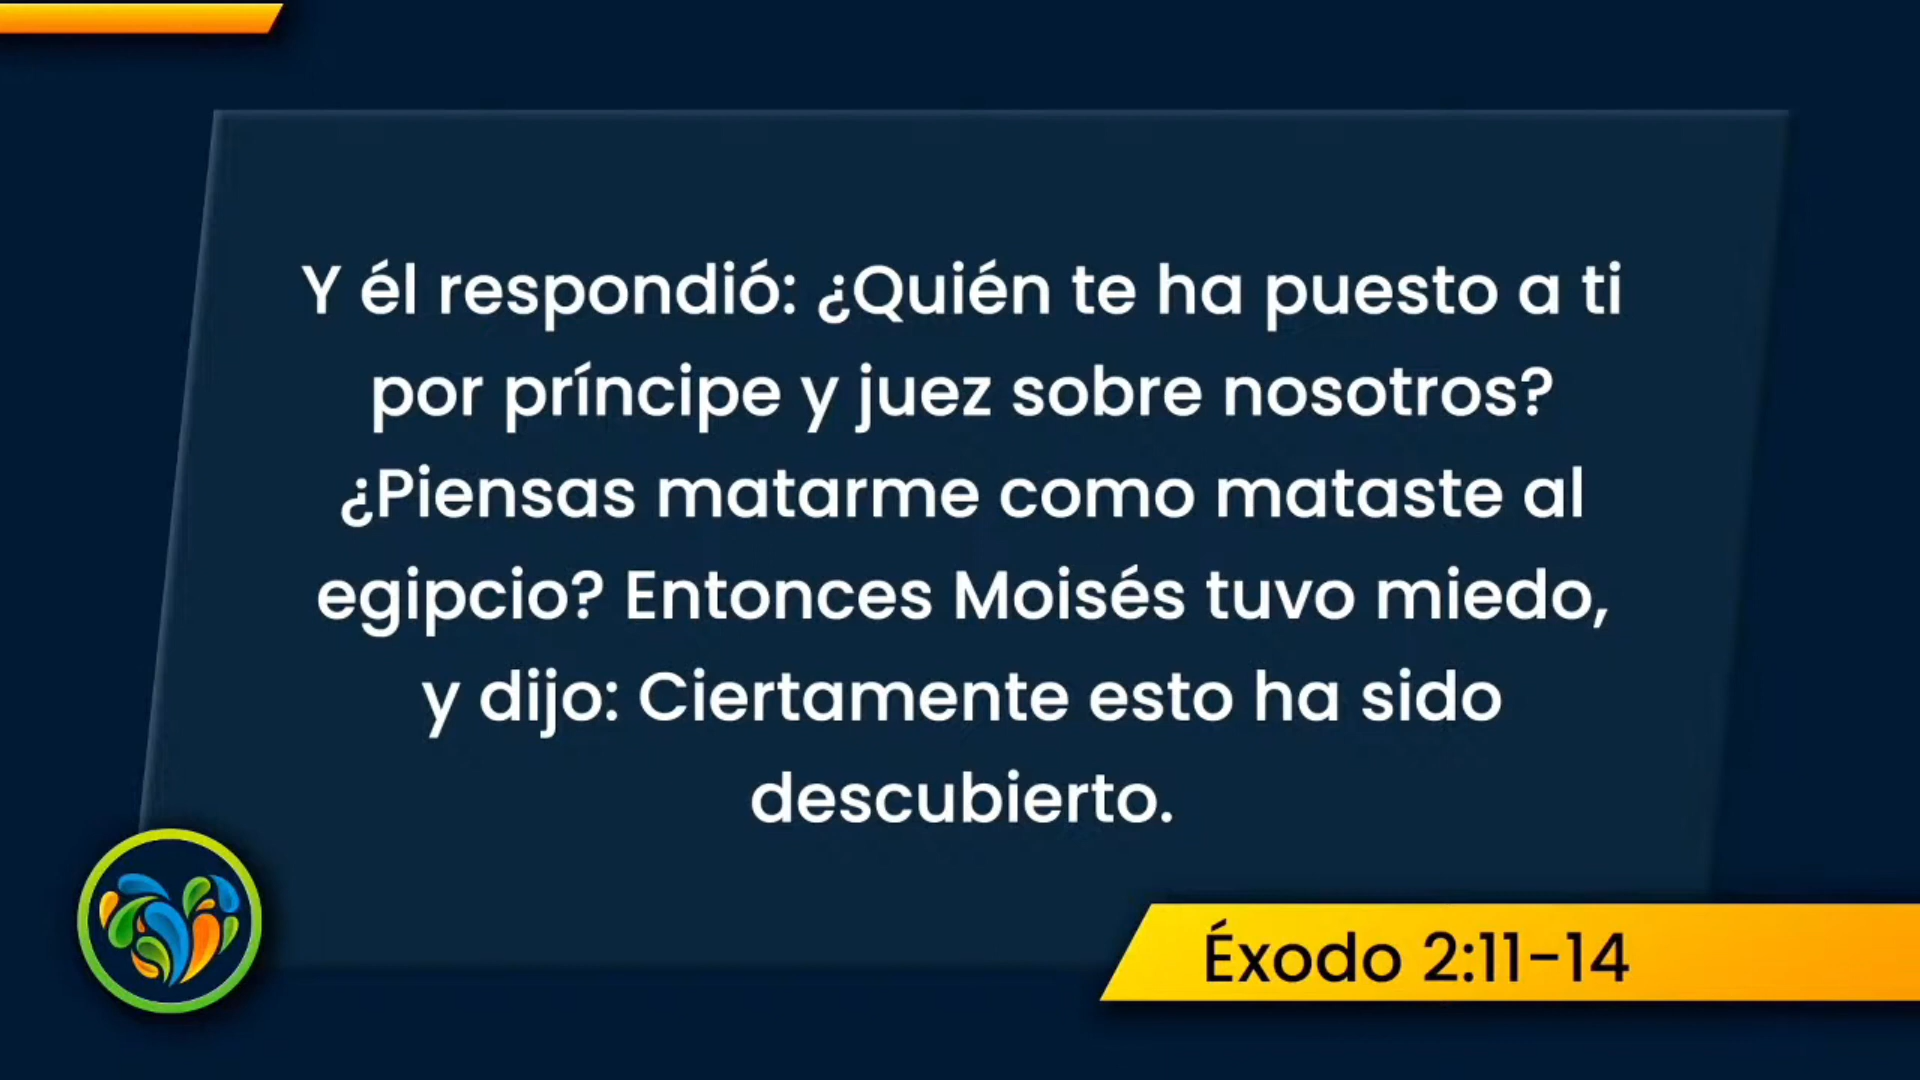 Y él respondió: ¿Quién te ha puesto a ti
por príncipe y juez sobre nosotros?
¿Piensas matarme como mataste al
egipcio? Entonces Moisés tuvo miedo,
y dijo: Ciertamente esto ha sido
descubierto.
Éxodo 2:11-14